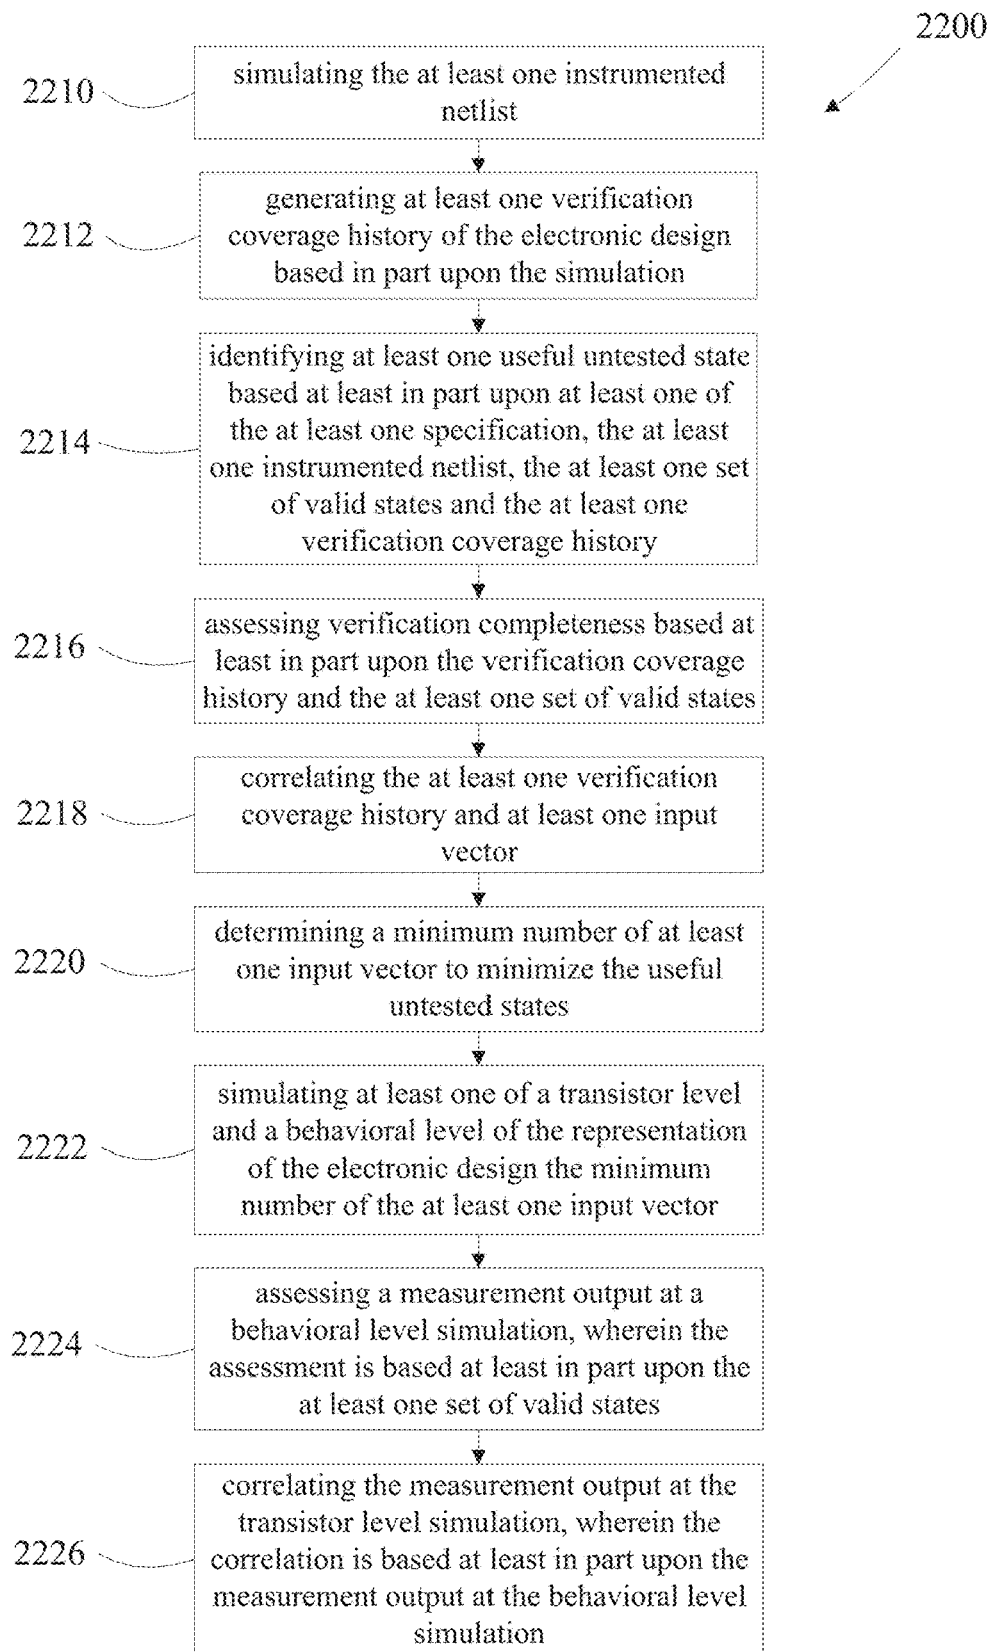 2200
2210
simulating the at least one instrumented
netlist
2212
generating at least one verification
coverage history of the electronic design
based in part upon the simulation
2214
identifying at least one useful untested state
based at least in part upon at least one of
the at least one specification, the at least
one instrumented netlist, the at least one set
of valid states and the at least one
verification coverage history
2216
assessing verification completeness based at
least in part upon the verification coverage
history and the at least one set of valid states
2218
correlating the at least one verification
coverage history and at least one input
vector
2220
determining a minimum number of at least
one input vector to minimize the useful
untested states
2222
simulating at least one of a transistor level
and a behavioral level of the representation
of the electronic design the minimum
number of the at least one input vector
2224
assessing a measurement output at a
behavioral level simulation, wherein the
assessment is based at least in part upon the
at least one set of valid states
2226
correlating the measurement output at the
transistor level simulation, wherein the
correlation is based at least in part upon the
measurement output at the behavioral level
simulation